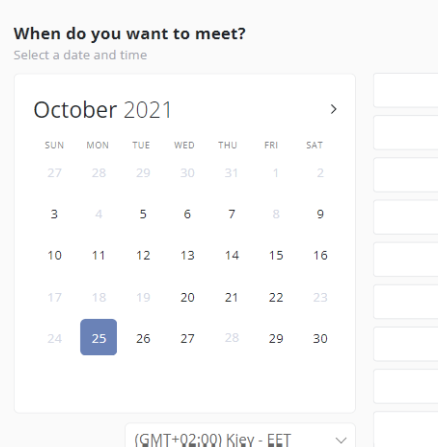 When do you want to meet?
Select a date and time
October 2021
SUN MON TUE WED THU FRI SAT
27 28 29 30 31 1 2
3 4 5 6 7 8 9
10 11 12 13 14 15 16
17 18 19 20 21 22 23
24 25 26 27 28 29 30
(GMT+02:00) Kiev - EET